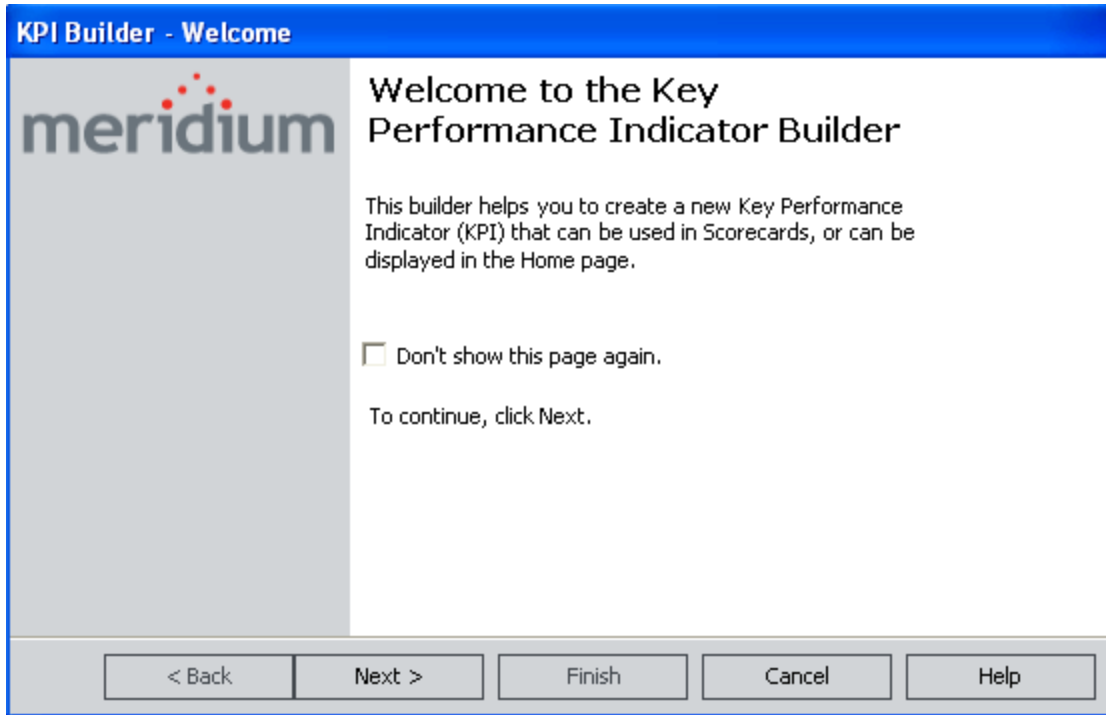 KPI Builder - Welcome
meridium
Welcome to the Key
Performance Indicator Builder
This builder helps you to create a new Key Performance
Indicator (KPI) that can be used in Scorecards, or can be
displayed in the Home page.
Don't show this page again.
To continue, click Next.
< Back Next > Finish Cancel Help